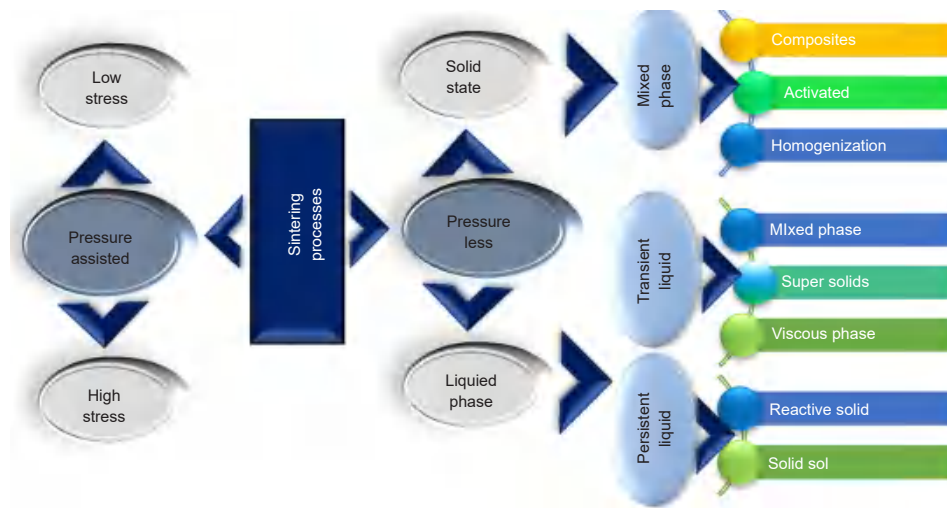 Low
stress
Pressure
assisted
High
stress
Sintering
processes
Solid
state
Pressure
less
Liquied
phase
Mixed
phase
Transient
liquid
Persistent
liquid
Composites
Activated
Homogenization
MIxed phase
Super solids
Viscous phase
Reactive solid
Solid sol